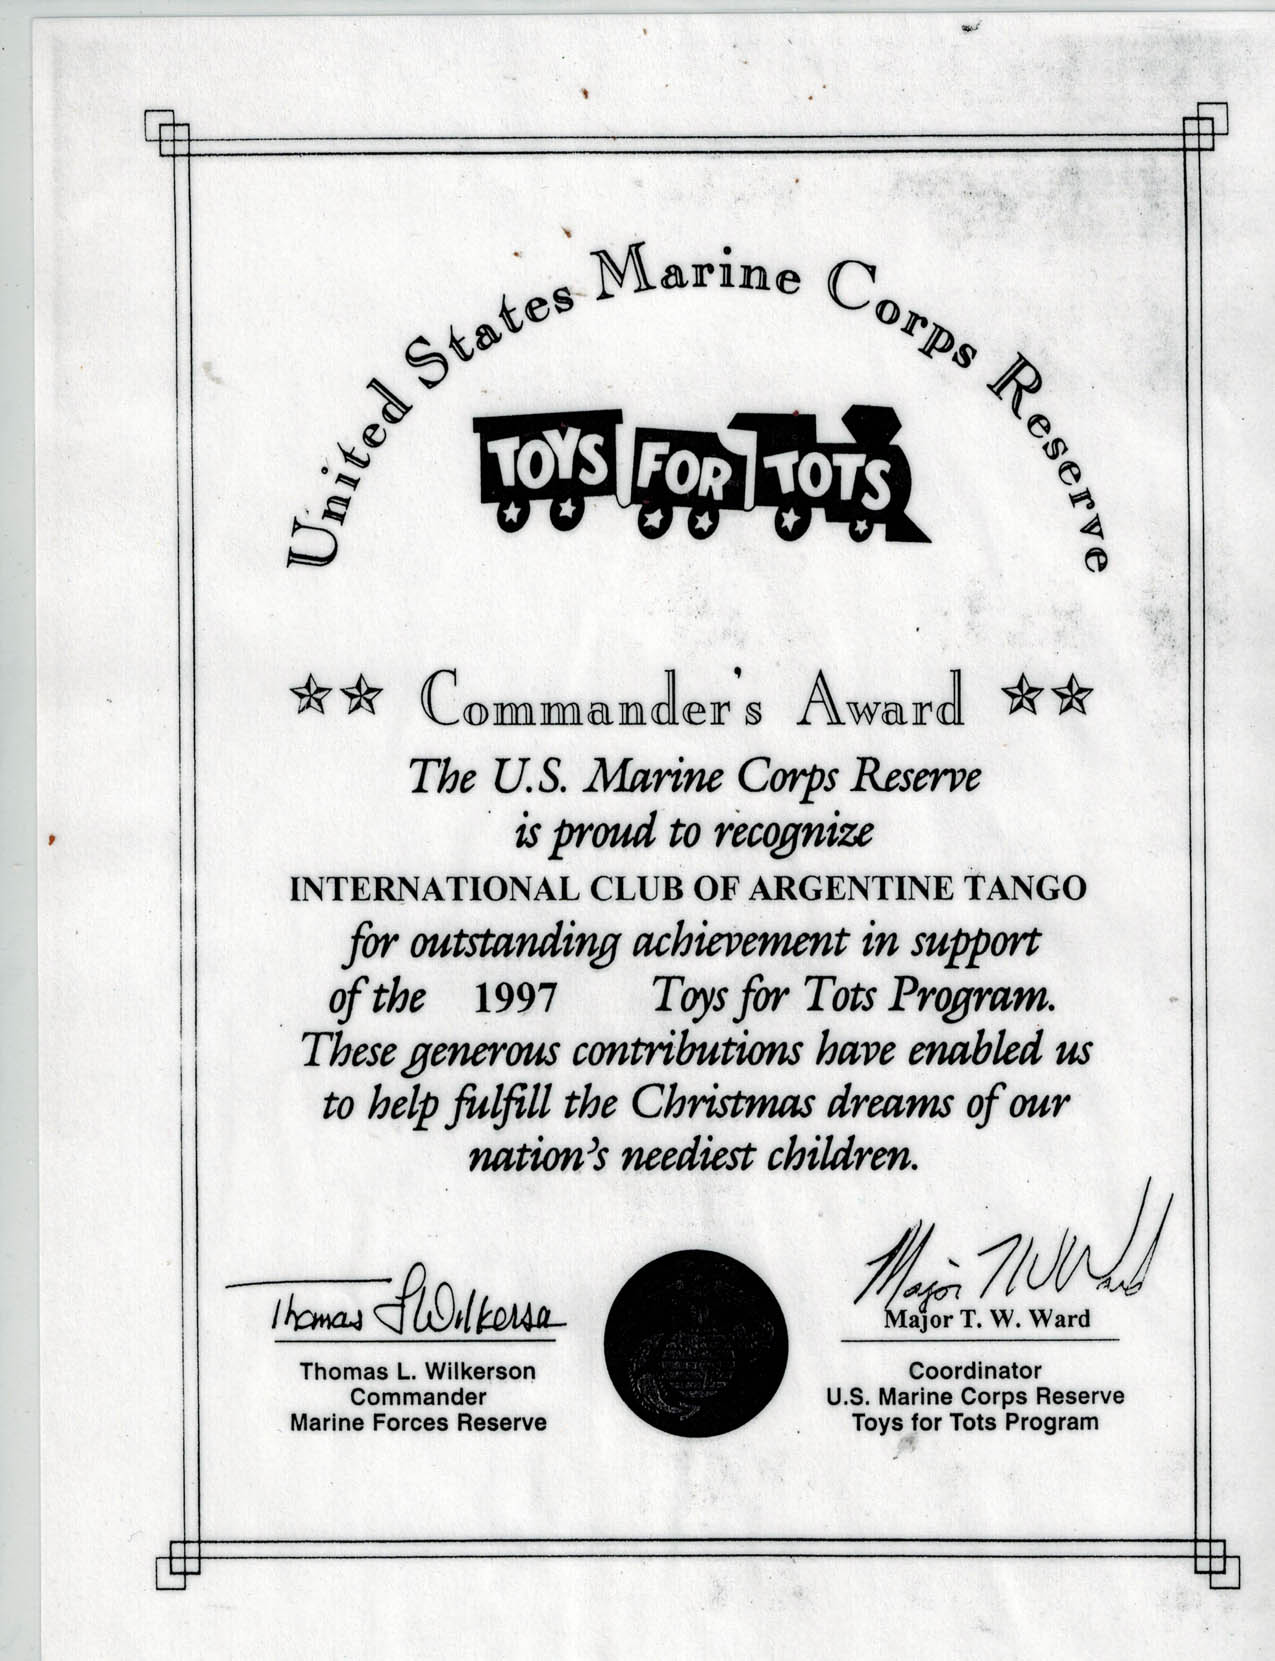 United States Marine Corps Reserve
TOYS FOR TOTS
Commander's Award
The U.S. Marine Corps Reserve
is proud to recognize
INTERNATIONAL CLUB OF ARGENTINE TANGO
for outstanding achievement in support
of the 1997 Toys for Tots Program.
These generous contributions have enabled us
to help fulfill the Christmas dreams of our
nation's neediest children.
Thomas L Wilkerson
Major T W Ward
Major T. W. Ward
Thomas L. Wilkerson
Commander
Marine Forces Reserve
Coordinator
U.S. Marine Corps Reserve
Toys for Tots Program